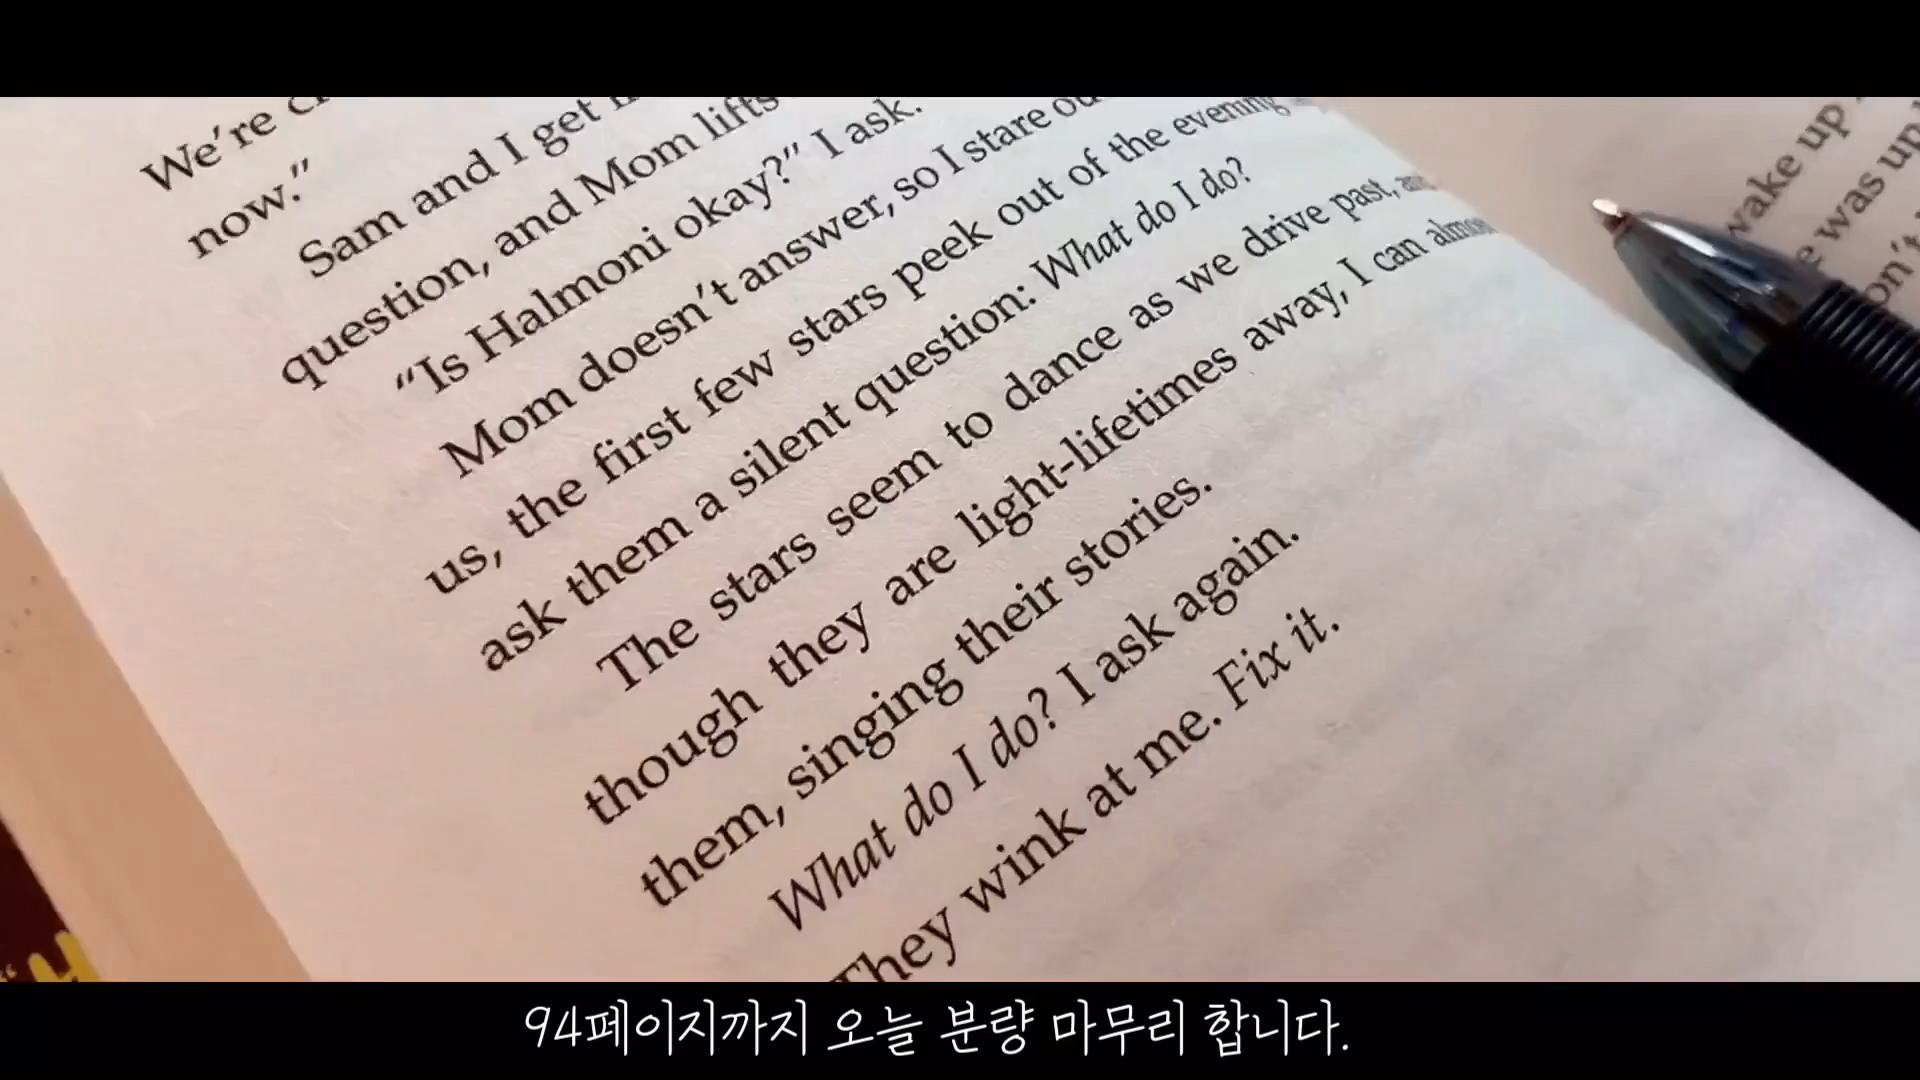 We're
now."
Sam and I get
question, and Mom lifts
"Is Halmoni okay?" I ask.
Mom doesn't answer, so I stare
us, the first few stars peek out of the evening
ask them a silent question: What do I do?
The stars seem to dance as we drive past,
though they are light-lifetimes away, I can almost
them, singing their stories.
What do I do? I ask again.
They wink at me. Fix it.
wake up
was up
94페이지까지 오늘 분량 마무리 합니다.